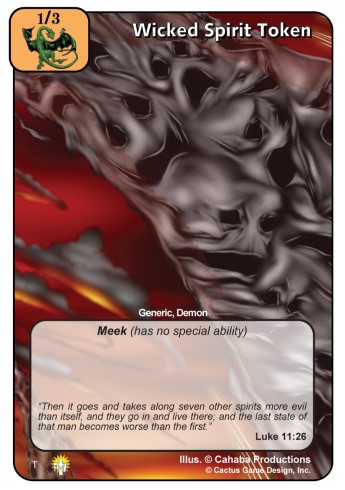 1/3
Wicked Spirit Token
Generic, Demon
Meek (has no special ability)
“Then it goes and takes along seven other spirits more evil
than itself, and they go in and live there; and the last state of
that man becomes worse than the first.”
Luke 11:26
Illus. © Cahaba Productions
T
© Cactus Game Design, Inc.